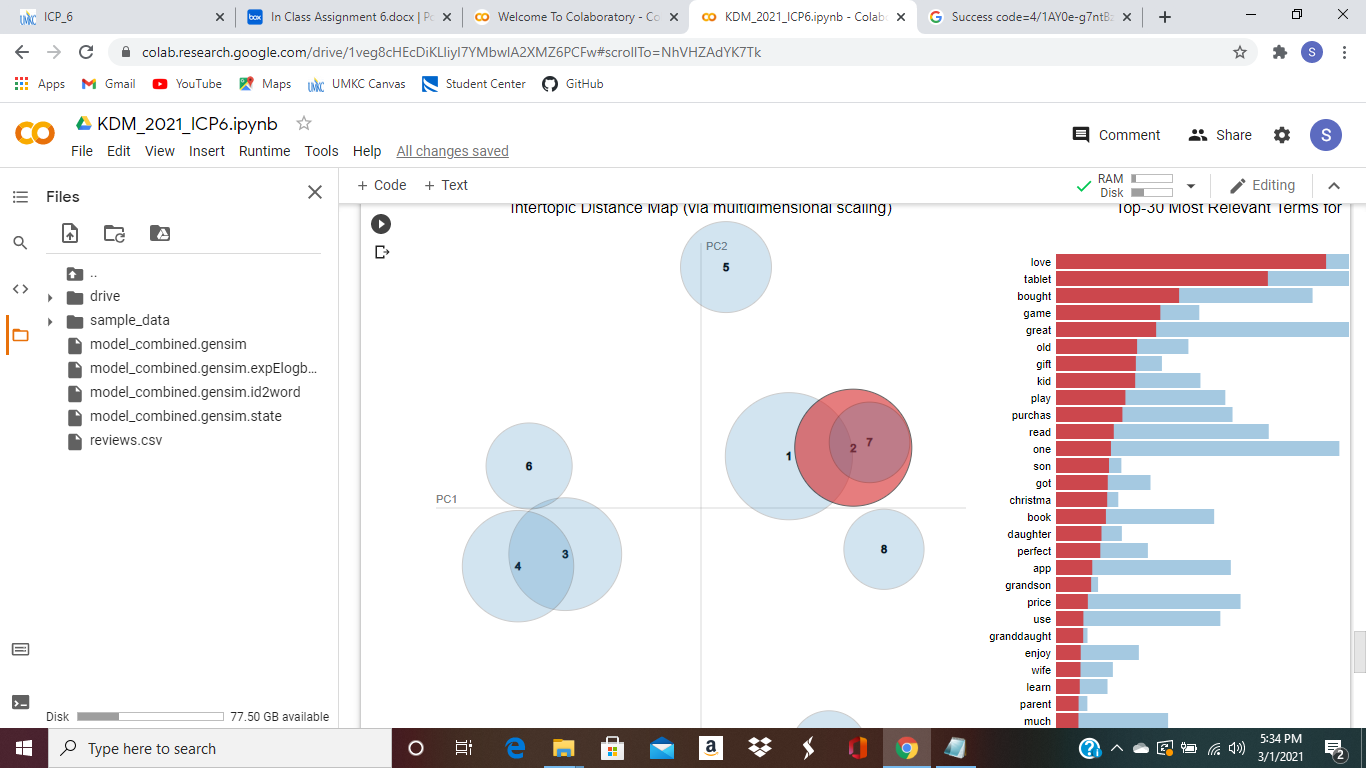 ICP_6
In Class Assignment 6.docx | Po
Welcome To Colaboratory - Co
KDM_2021_ICP6.ipynb - Colab
Success code=4/1AY0e-g7ntB
colab.research.google.com/drive/1veg8cHEcDiKLIiyI7YMbwlA2XMZ6PCFw#scrollTo=NhVHZAdYK7Tk
S
Apps
Gmail
YouTube
Maps
UMKC Canvas
Student Center
GitHub
KDM_2021_ICP6.ipynb
File Edit View Insert Runtime Tools Help All changes saved
Comment
Share
S
Files
+ Code + Text
RAM
Disk
Editing
..
drive
sample_data
model_combined.gensim
model_combined.gensim.expElogb...
model_combined.gensim.id2word
model_combined.gensim.state
reviews.csv
Disk
77.50 GB available
Intertopic Distance Map (via multidimensional scaling)
PC2
5
1
2
7
6
PC1
3
4
8
Top-30 Most Relevant Terms for
love
tablet
bought
game
great
old
gift
kid
play
purchas
read
one
son
got
christma
book
daughter
perfect
app
grandson
price
use
granddaught
enjoy
wife
learn
parent
much
Type here to search
5:34 PM
3/1/2021
2